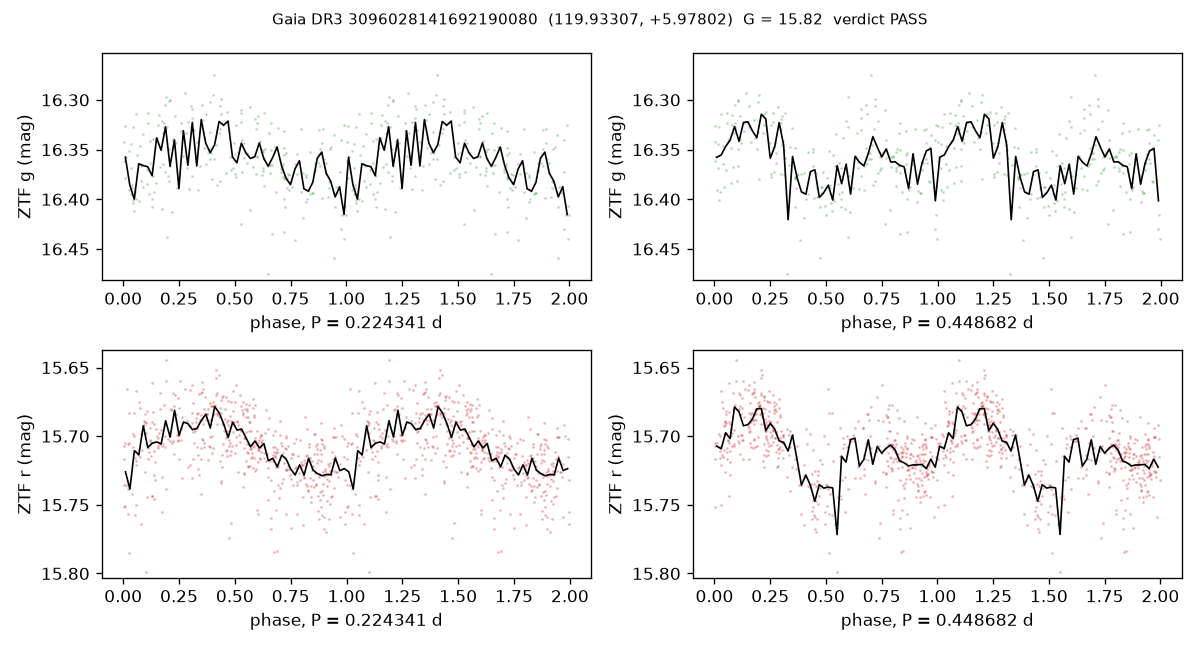 Gaia DR3 3096028141692190080 (119.93307, +5.97802) G = 15.82 verdict PASS
ZTF g (mag)
16.30
16.35
16.40
16.45
0.00 0.25 0.50 0.75 1.00 1.25 1.50 1.75 2.00
phase, P = 0.224341 d
ZTF g (mag)
16.30
16.35
16.40
16.45
0.00 0.25 0.50 0.75 1.00 1.25 1.50 1.75 2.00
phase, P = 0.448682 d
ZTF r (mag)
15.65
15.70
15.75
15.80
0.00 0.25 0.50 0.75 1.00 1.25 1.50 1.75 2.00
phase, P = 0.224341 d
ZTF r (mag)
15.65
15.70
15.75
15.80
0.00 0.25 0.50 0.75 1.00 1.25 1.50 1.75 2.00
phase, P = 0.448682 d